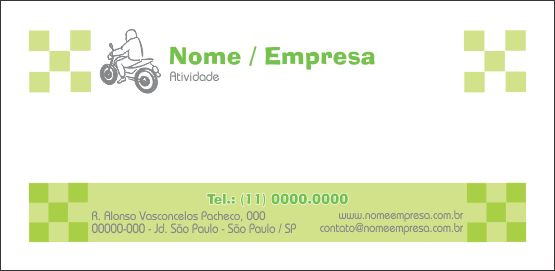 Nome / Empresa
Atividade
Tel.: (11) 0000.0000
R. Alonso Vasconcelos Pacheco, 000
www.nomeempresa.com.br
00000-000 - Jd. São Paulo - São Paulo / SP
contato@nomeempresa.com.br